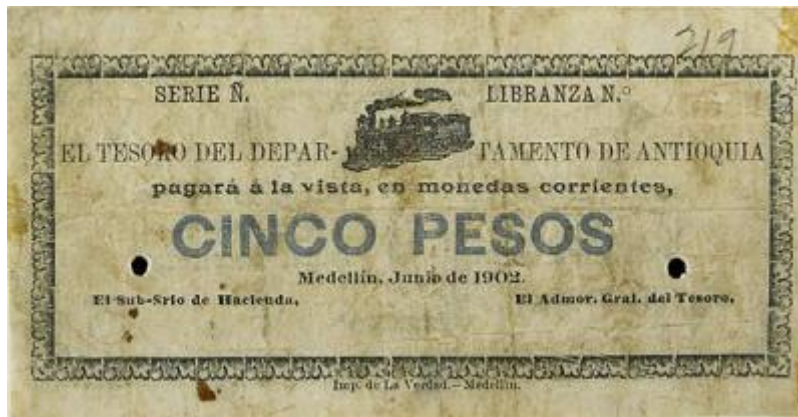 219
SERIE Ñ. LIBRANZA N.º
EL TESORO DEL DEPAR- TAMENTO DE ANTIOQUIA
pagará á la vista, en monedas corrientes,
CINCO PESOS
Medellín, Junio de 1902.
El Sub-Srio de Hacienda, El Admor. Gral. del Tesoro,
Imp. de La Verdad.—Medellín.